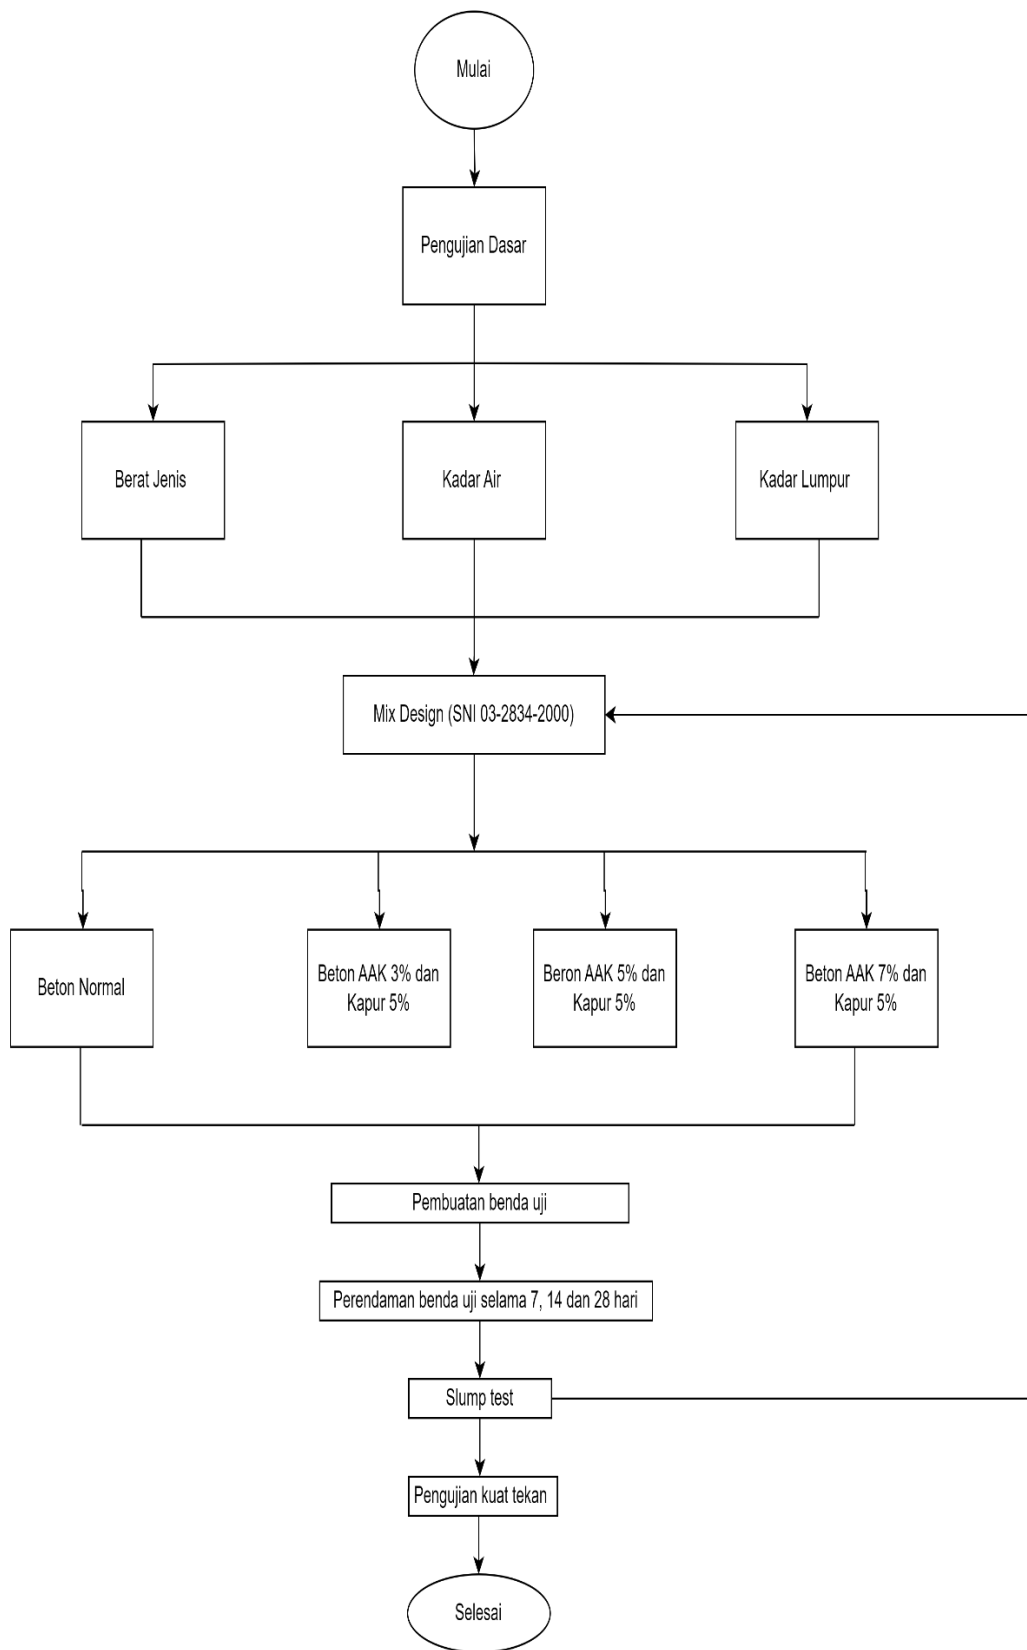 Mulai
Pengujian Dasar
Berat Jenis
Kadar Air
Kadar Lumpur
Mix Design (SNI 03-2834-2000)
Beton Normal
Beton AAK 3% dan
Kapur 5%
Beron AAK 5% dan
Kapur 5%
Beton AAK 7% dan
Kapur 5%
Pembuatan benda uji
Perendaman benda uji selama 7, 14 dan 28 hari
Slump test
Pengujian kuat tekan
Selesai